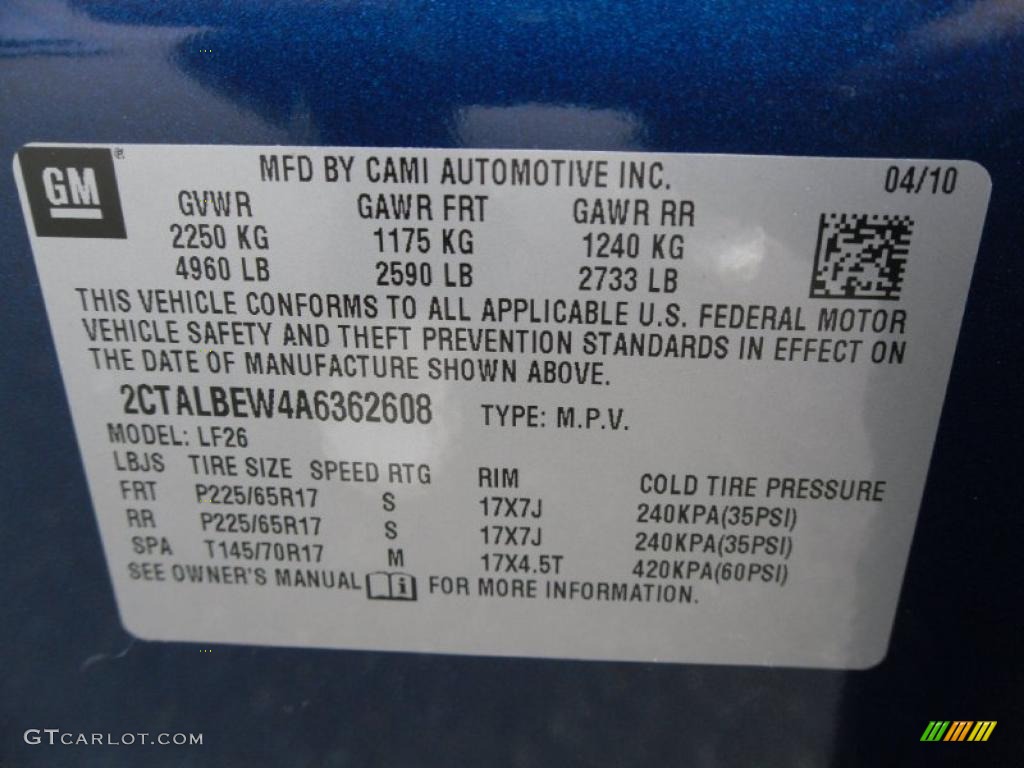 GM ® MFD BY CAMI AUTOMOTIVE INC. 04/10
GVWR GAWR FRT GAWR RR
2250 KG 1175 KG 1240 KG
4960 LB 2590 LB 2733 LB
THIS VEHICLE CONFORMS TO ALL APPLICABLE U.S. FEDERAL MOTOR
VEHICLE SAFETY AND THEFT PREVENTION STANDARDS IN EFFECT ON
THE DATE OF MANUFACTURE SHOWN ABOVE.
2CTALBEW4A6362608 TYPE: M.P.V.
MODEL: LF26
LBJS TIRE SIZE SPEED RTG RIM COLD TIRE PRESSURE
FRT P225/65R17 S 17X7J 240KPA(35PSI)
RR P225/65R17 S 17X7J 240KPA(35PSI)
SPA T145/70R17 M 17X4.5T 420KPA(60PSI)
SEE OWNER'S MANUAL i FOR MORE INFORMATION.
GTCARLOT.COM